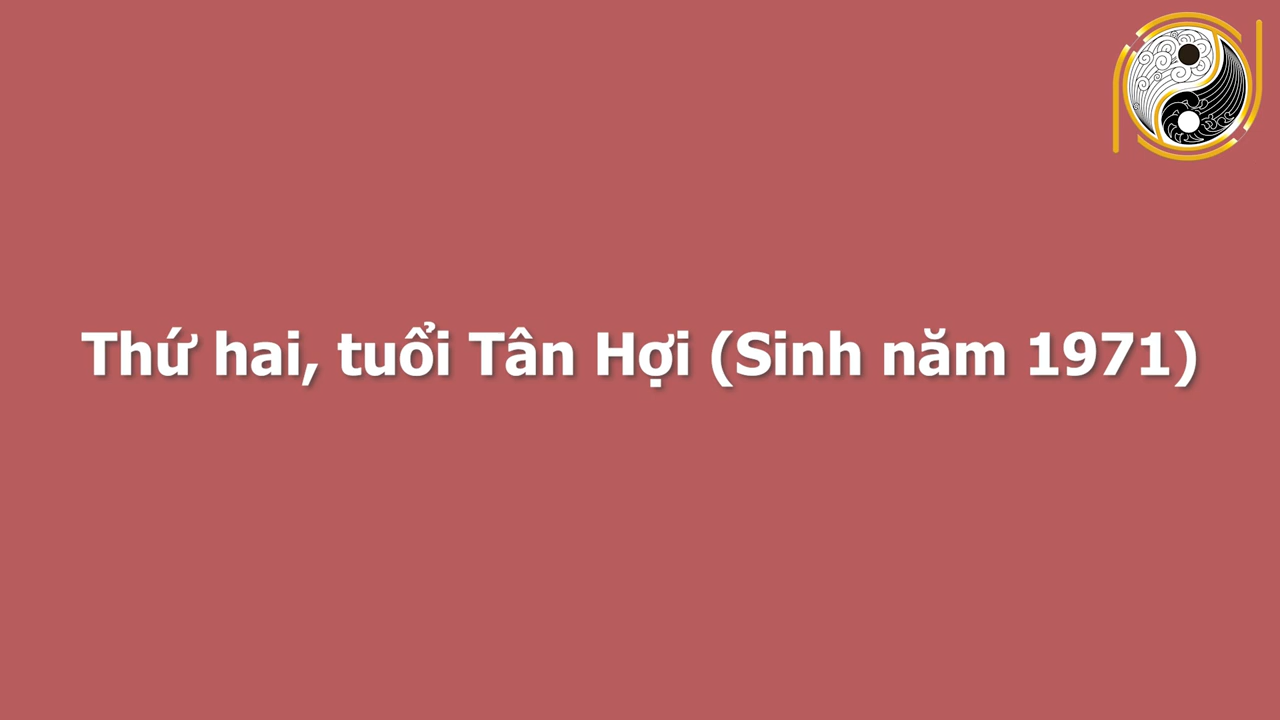 Thứ hai, tuổi Tân Hợi (Sinh năm 1971)